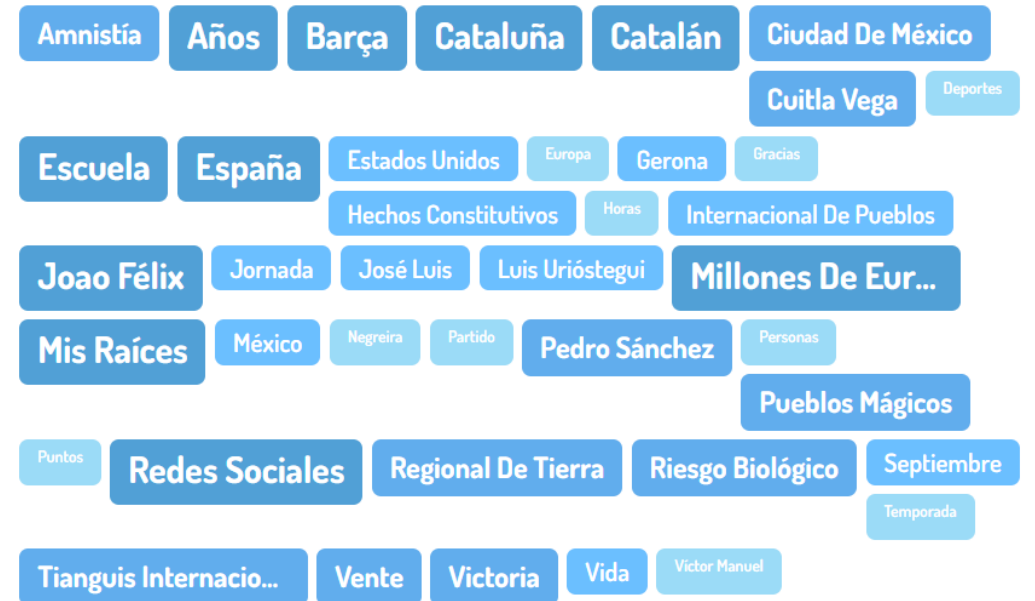 Amnistía Años Barça Cataluña Catalán Ciudad De México
Cuitla Vega Deportes
Escuela España Estados Unidos Europa Gerona Gracias
Hechos Constitutivos Horas Internacional De Pueblos
Joao Félix Jornada José Luis Luis Urióstegui Millones De Eur...
Mis Raíces México Negreira Partido Pedro Sánchez Personas
Pueblos Mágicos
Puntos Redes Sociales Regional De Tierra Riesgo Biológico Septiembre
Temporada
Tianguis Internacio... Vente Victoria Vida Víctor Manuel